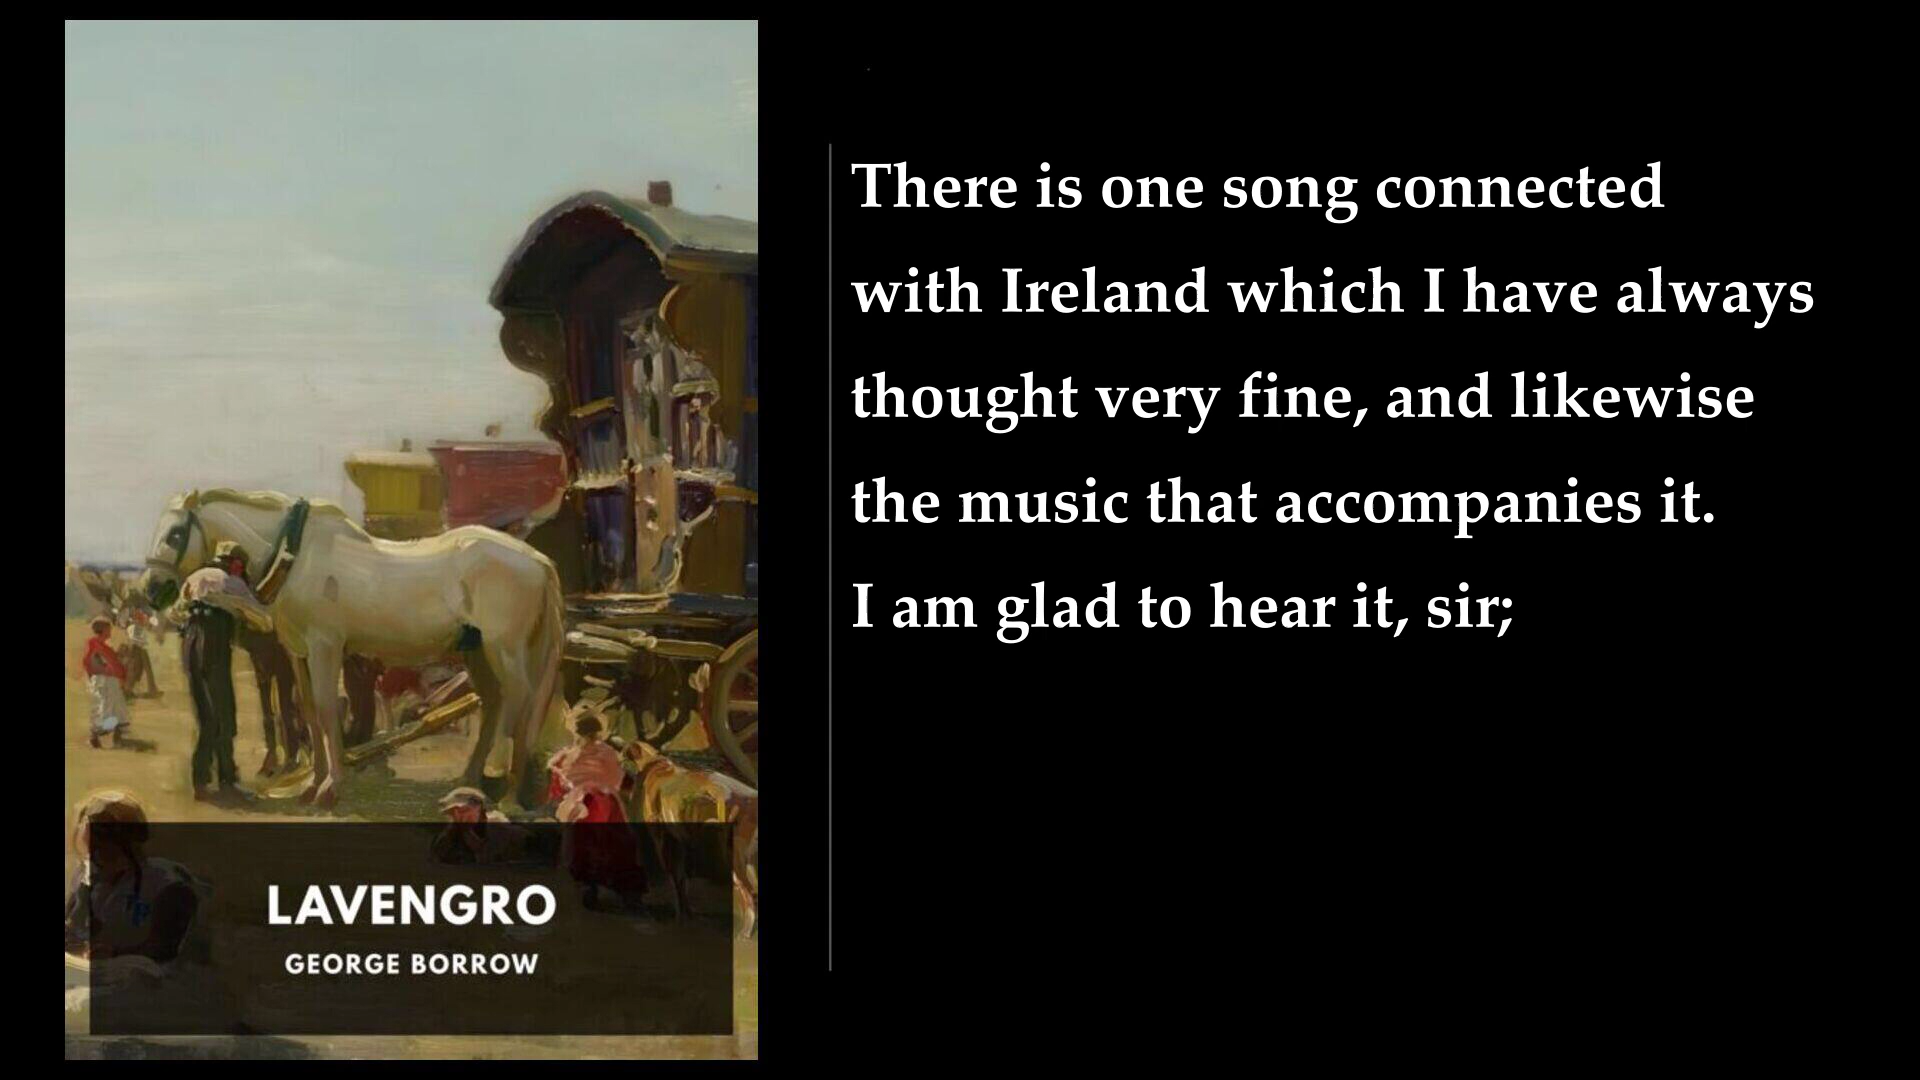 There is one song connected
with Ireland which I have always
thought very fine, and likewise
the music that accompanies it.
I am glad to hear it, sir;
LAVENGRO
GEORGE BORROW